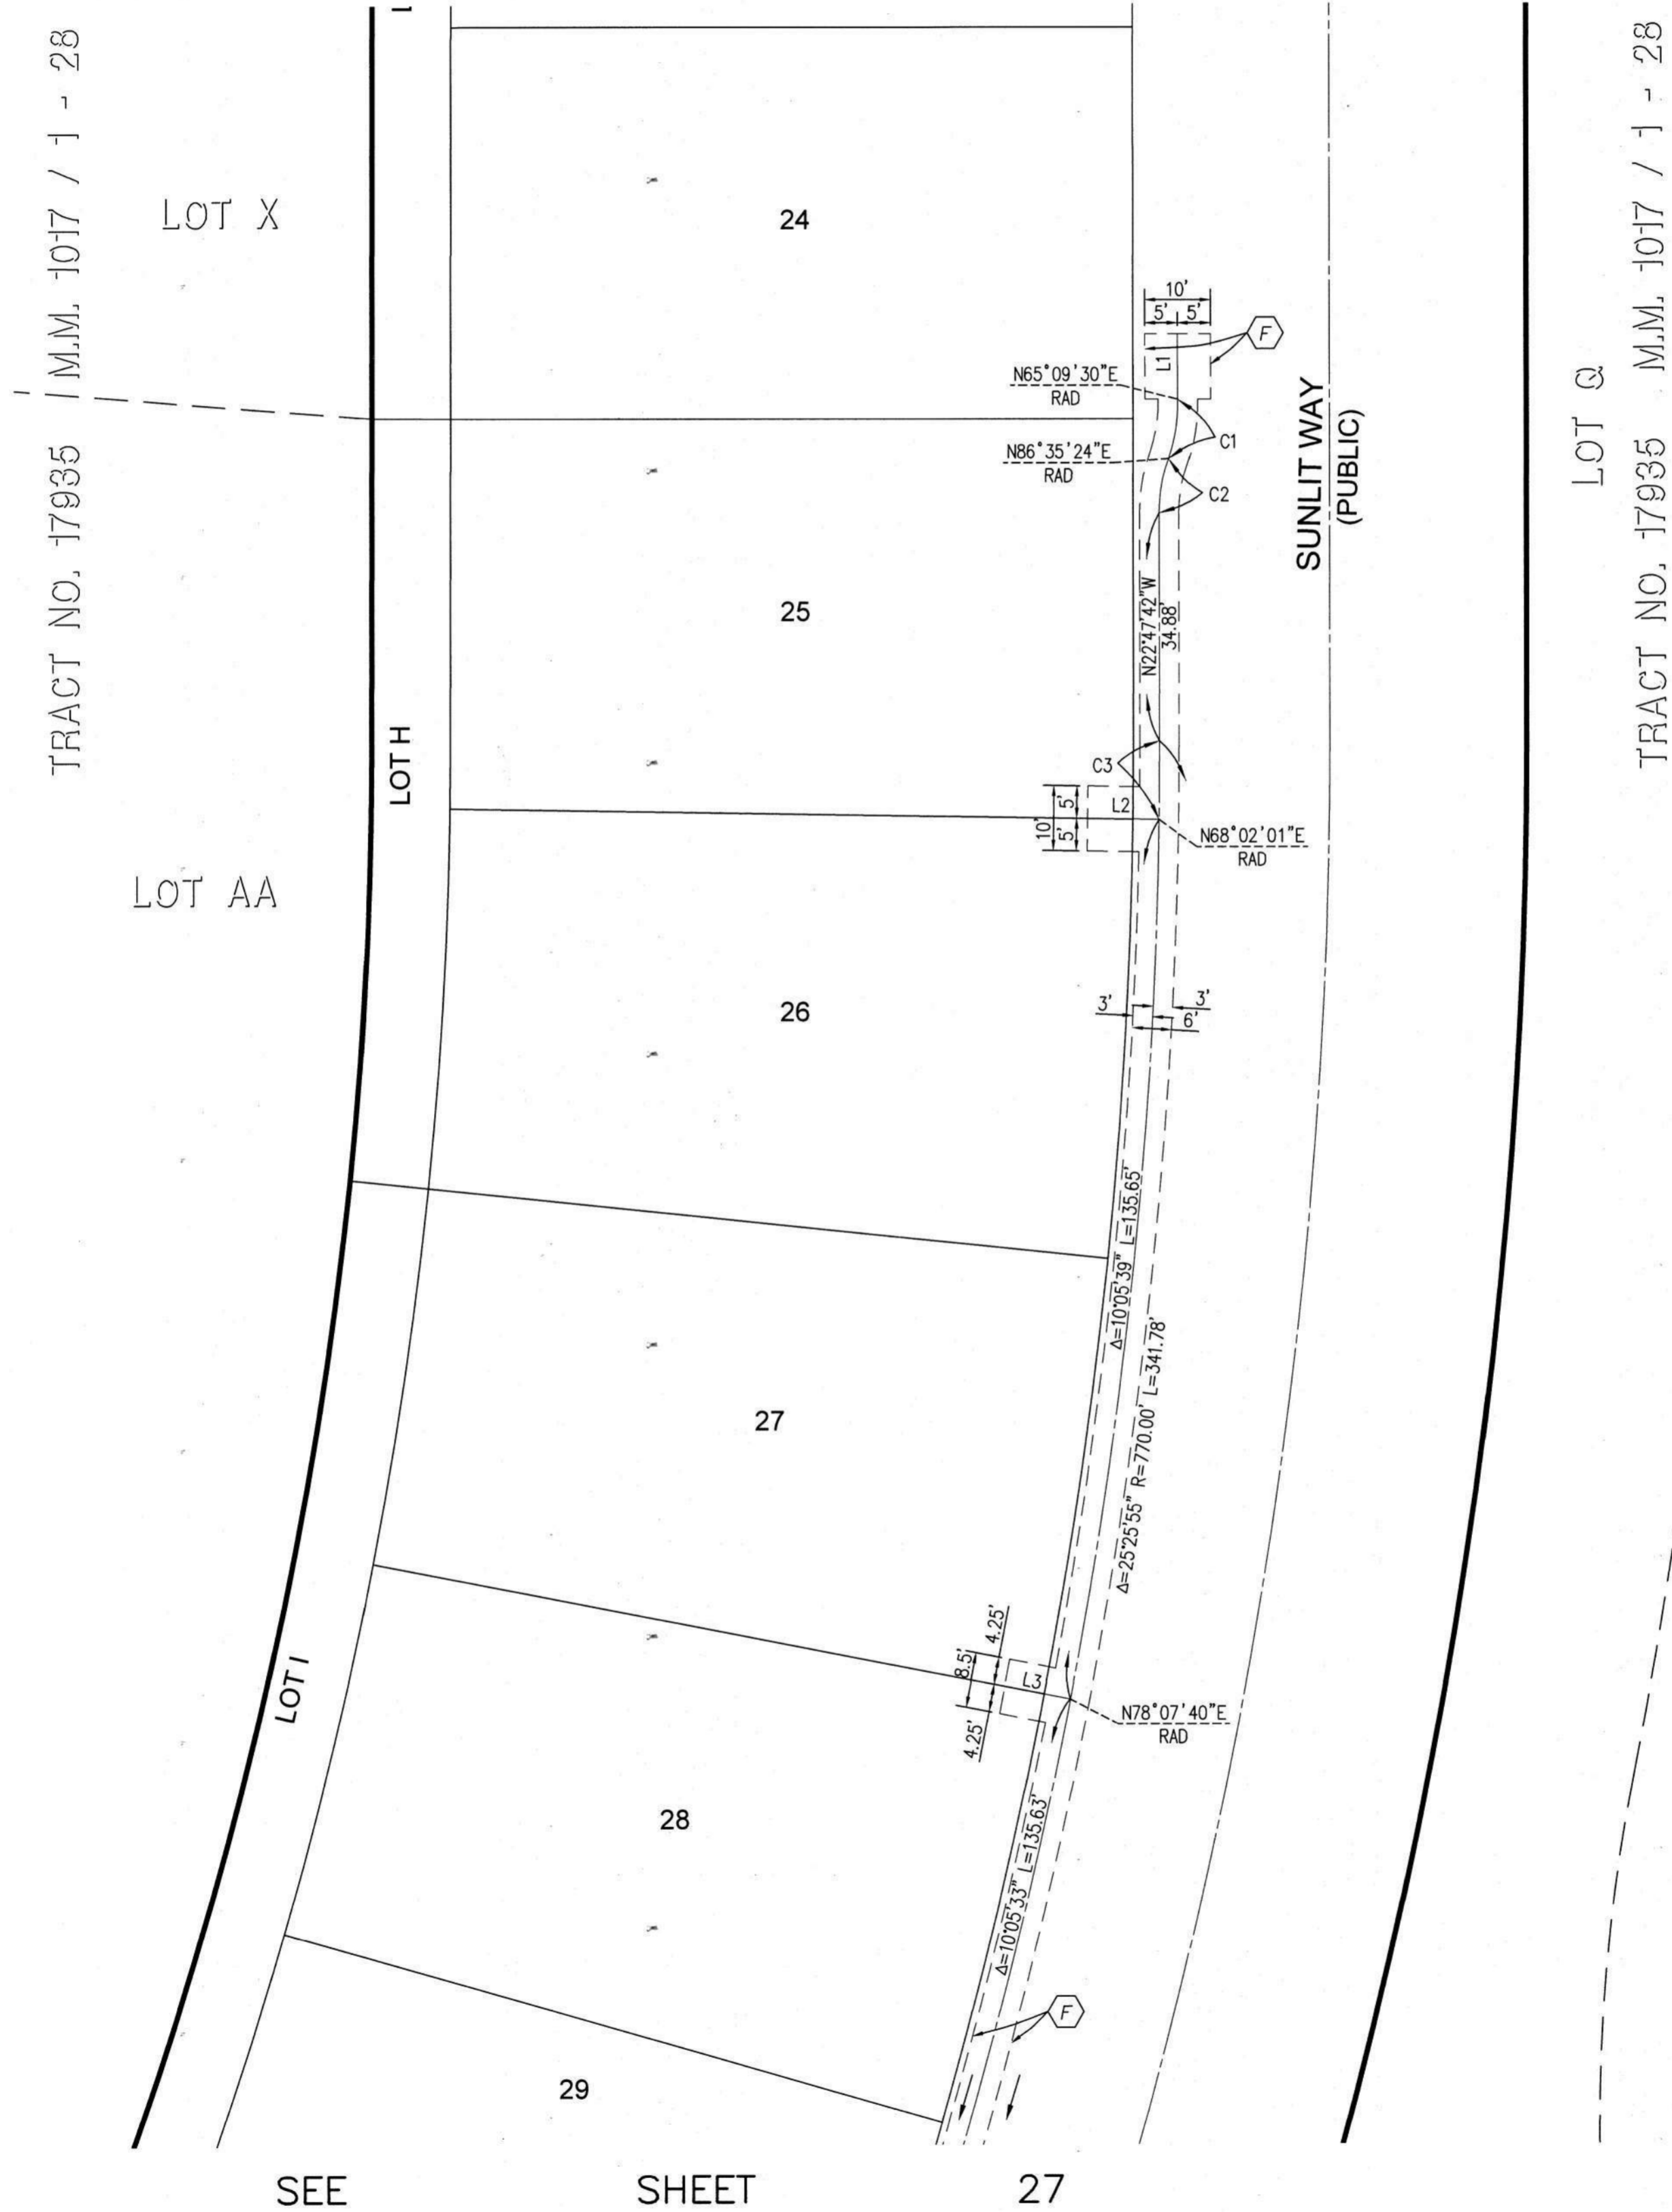 TRACT NO. 17935 M.M. 1017 / 1 - 28
LOT X
24
10'
5' 5'
F
L1
N65°09'30"E
RAD
C1
N86°35'24"E
RAD
C2
SUNLIT WAY
(PUBLIC)
LOT Q
TRACT NO. 17935 M.M. 1017 / 1 - 28
25
N22°47'42"W
34.88'
LOT H
C3
10'
5'
5'
L2
N68°02'01"E
RAD
LOT AA
26
3'
3'
6'
Δ=10°05'39" L=135.65'
Δ=25°25'55" R=770.00' L=341.78'
27
4.25'
8.5'
4.25'
L3
N78°07'40"E
RAD
LOT I
28
Δ=10°05'33" L=135.63'
F
29
SEE SHEET 27